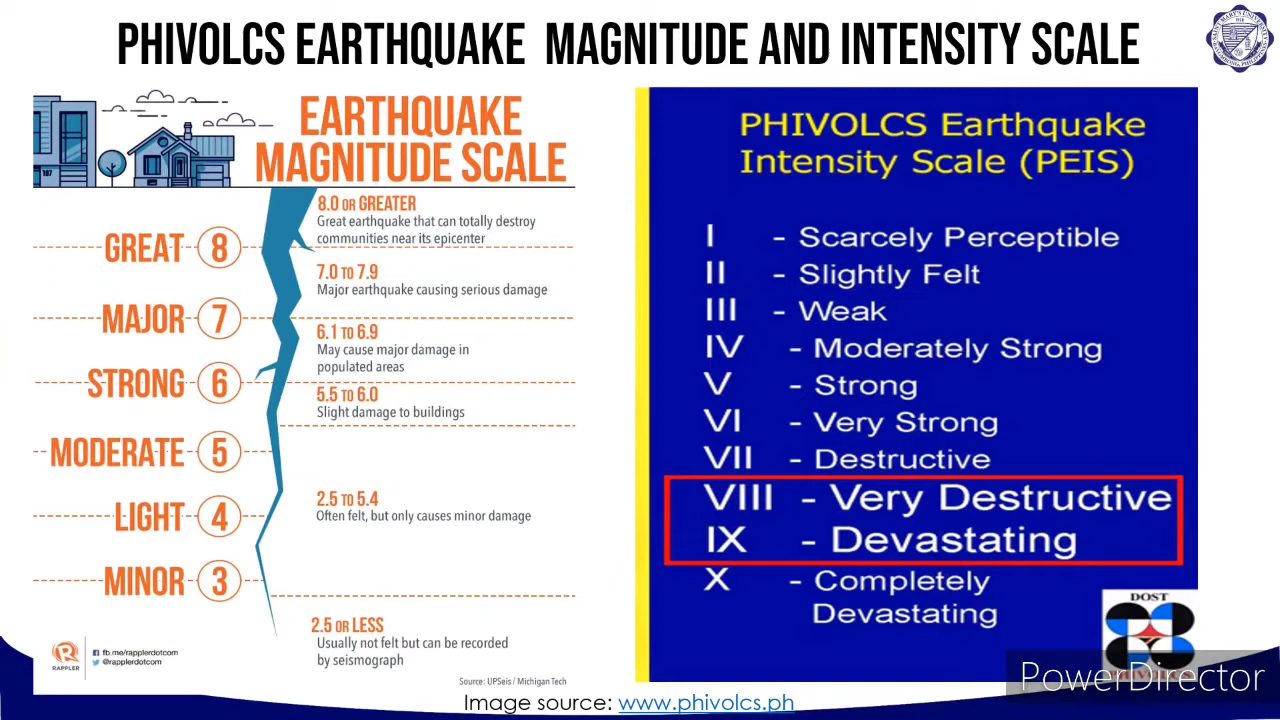 PHIVOLCS EARTHQUAKE MAGNITUDE AND INTENSITY SCALE
EARTHQUAKE
MAGNITUDE SCALE
107
8.0 OR GREATER
Great earthquake that can totally destroy
communities near its epicenter
GREAT 8
7.0 TO 7.9
Major earthquake causing serious damage
MAJOR 7
6.1 TO 6.9
May cause major damage in
populated areas
STRONG 6
5.5 TO 6.0
Slight damage to buildings
MODERATE 5
2.5 TO 5.4
Often felt, but only causes minor damage
LIGHT 4
MINOR 3
2.5 OR LESS
Usually not felt but can be recorded
by seismograph
RAPPLER
fb.me/rapplerdotcom
@rapplerdotcom
Source: UPSeis / Michigan Tech
PHIVOLCS Earthquake
Intensity Scale (PEIS)
I - Scarcely Perceptible
II - Slightly Felt
III - Weak
IV - Moderately Strong
V - Strong
VI - Very Strong
VII - Destructive
VIII - Very Destructive
IX - Devastating
X - Completely
Devastating
DOST
PHIVOLCS
PowerDirector
Image source: www.phivolcs.ph